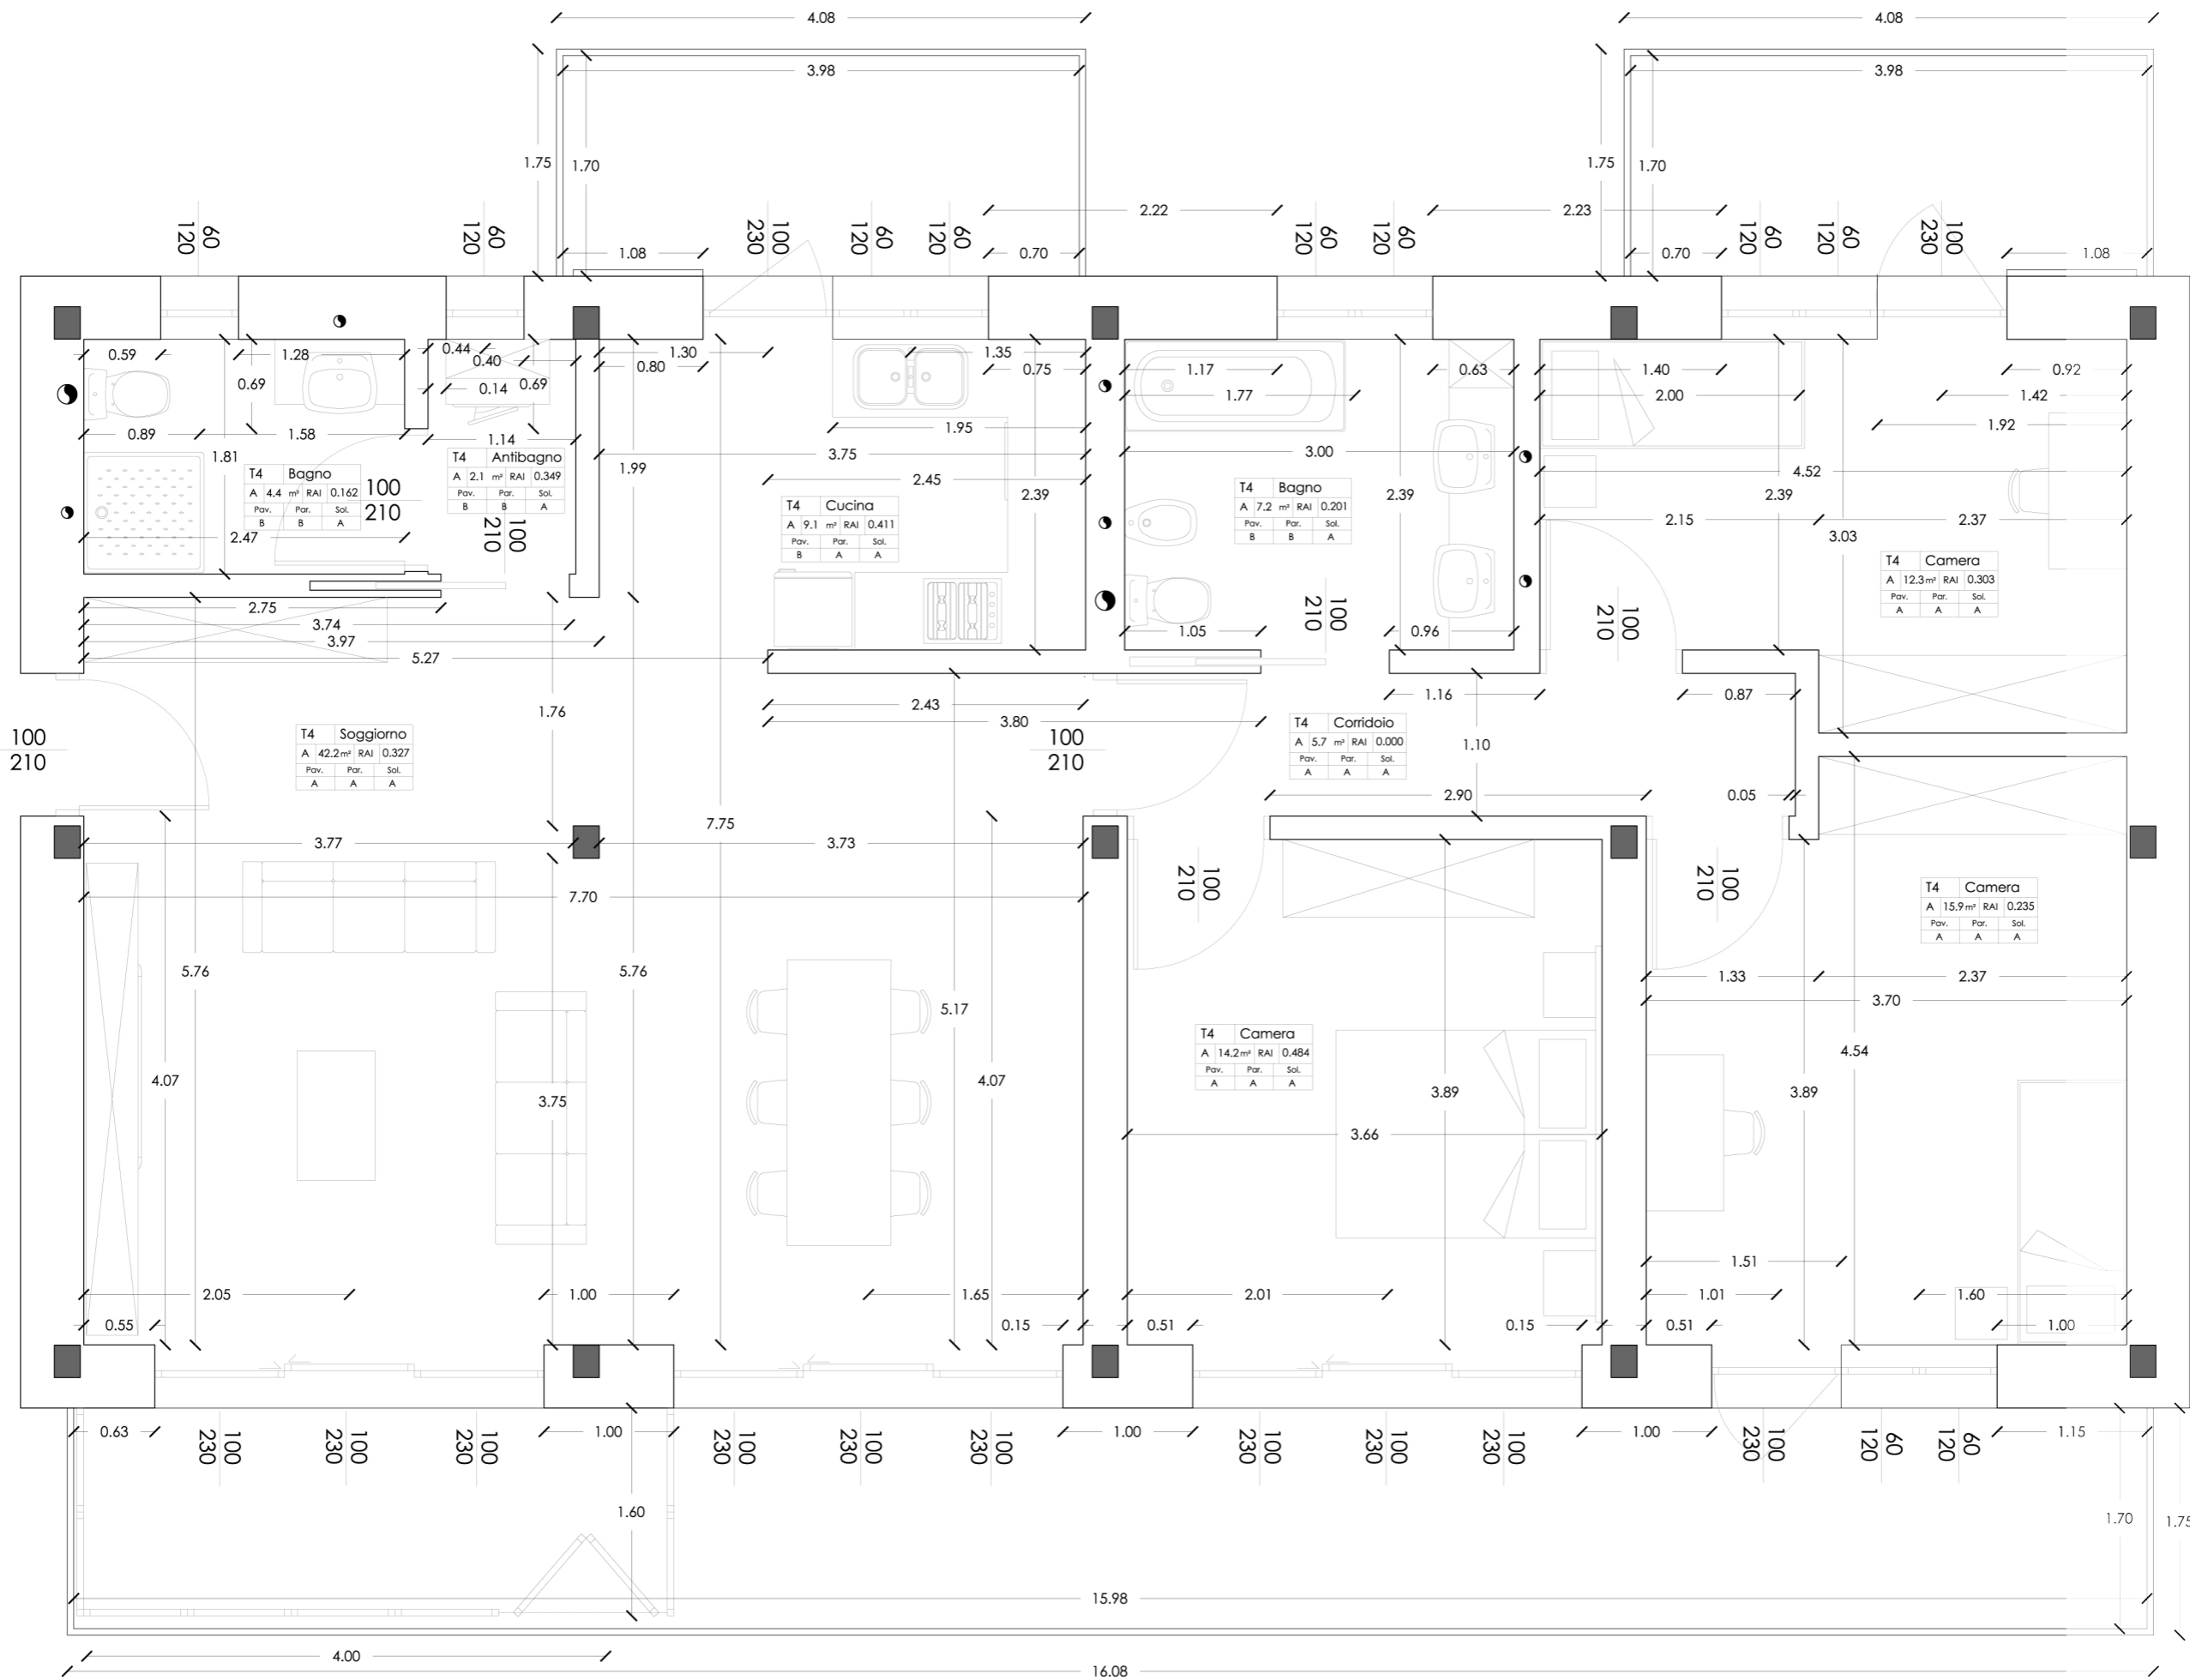 4.08 4.08
3.98 3.98
1.75 1.70 1.75 1.70
2.22 2.23
120 60 120 60 230 100 120 60 120 60 120 60 120 60 120 60 120 60 230 100
1.08 0.70 0.70 1.08
0.59 1.28 0.44 1.30 1.35 1.17 0.63 1.40 0.92
0.69 0.40 0.80 0.75
0.14 0.69 1.77 2.00 1.42
0.89 1.58 1.14 1.95 1.92
1.81 1.99 3.75 3.00 4.52
2.45 2.39 2.39 2.39
T4 Bagno
A 4.4 m² RAI 0.162
Pav. Par. Sol.
B B A
100
210
T4 Antibagno
A 2.1 m² RAI 0.349
Pav. Par. Sol.
B B A
100
210
T4 Cucina
A 9.1 m² RAI 0.411
Pav. Par. Sol.
B A A
T4 Bagno
A 7.2 m² RAI 0.201
Pav. Par. Sol.
B B A
2.15 2.37
3.03
T4 Camera
A 12.3 m² RAI 0.303
Pav. Par. Sol.
A A A
2.47
100
210
100
210
2.75
3.74
3.97
5.27
1.05 0.96
2.43 1.16 0.87
3.80
1.76
100
210
T4 Soggiorno
A 42.2 m² RAI 0.327
Pav. Par. Sol.
A A A
100
210
T4 Corridoio
A 5.7 m² RAI 0.000
Pav. Par. Sol.
A A A
1.10
2.90 0.05
7.75
3.77 3.73
7.70
100
210
100
210
T4 Camera
A 15.9 m² RAI 0.235
Pav. Par. Sol.
A A A
5.76 5.76
1.33 2.37
3.70
5.17
T4 Camera
A 14.2 m² RAI 0.484
Pav. Par. Sol.
A A A
4.54
4.07 3.75 4.07 3.89 3.89
3.66
1.51
2.05 1.00 1.65 2.01 1.01 1.60
0.55 0.15 0.51 0.15 0.51 1.00
0.63 1.00 1.00 1.00 1.15
230 100 230 100 230 100 230 100 230 100 230 100 230 100 230 100 230 100 230 100 120 60 120 60
1.60 1.70 1.75
15.98
4.00
16.08